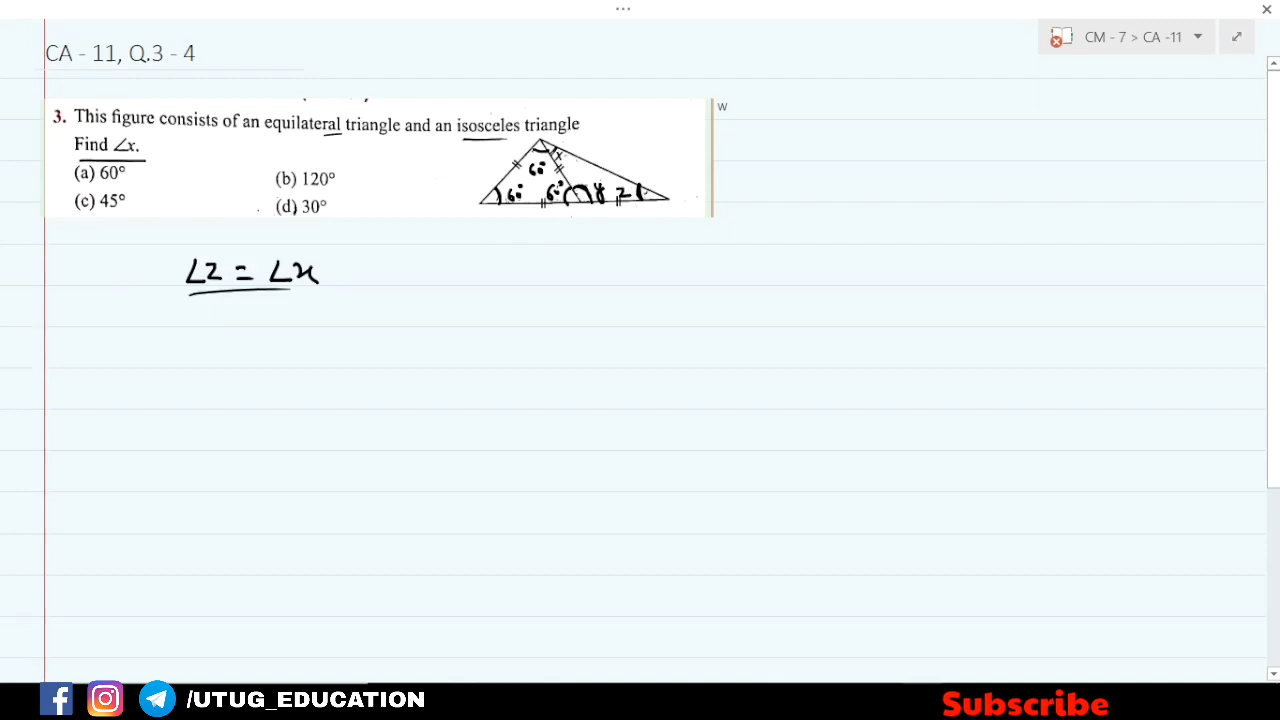 CM - 7 > CA -11
CA - 11, Q.3 - 4
3. This figure consists of an equilateral triangle and an isosceles triangle
Find ∠x.
(a) 60°
(b) 120°
(c) 45°
(d) 30°
x
60°
60°
60°
y
z
w
∠z = ∠x
/UTUG_EDUCATION
Subscribe